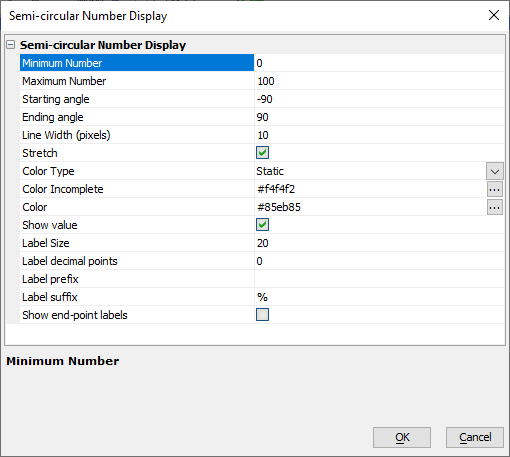 Semi-circular Number Display
Semi-circular Number Display
Minimum Number 0
Maximum Number 100
Starting angle -90
Ending angle 90
Line Width (pixels) 10
Stretch
Color Type Static
Color Incomplete #f4f4f2 ...
Color #85eb85 ...
Show value
Label Size 20
Label decimal points 0
Label prefix
Label suffix %
Show end-point labels
Minimum Number
OK Cancel